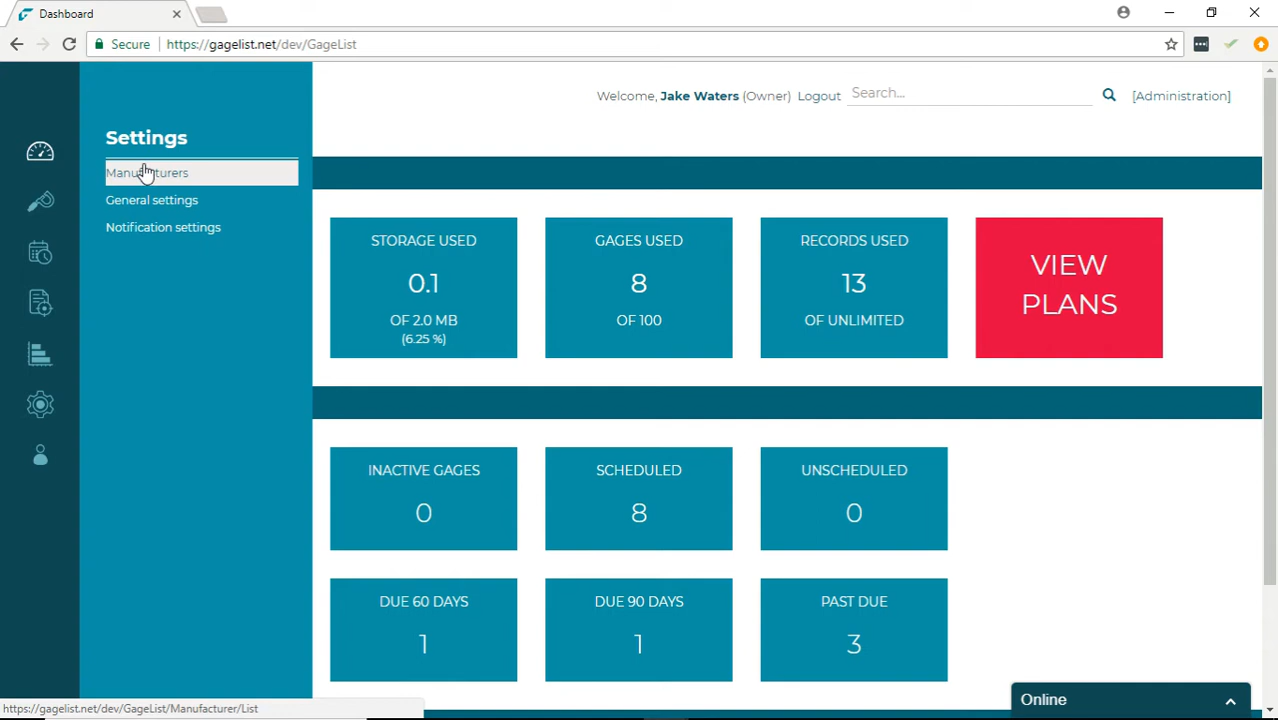 Dashboard
Secure
https://gagelist.net/dev/GageList
Welcome, Jake Waters (Owner) Logout
Search...
[Administration]
Settings
Manufacturers
General settings
Notification settings
STORAGE USED
0.1
OF 2.0 MB
(6.25 %)
GAGES USED
8
OF 100
RECORDS USED
13
OF UNLIMITED
VIEW
PLANS
INACTIVE GAGES
0
SCHEDULED
8
UNSCHEDULED
0
DUE 60 DAYS
1
DUE 90 DAYS
1
PAST DUE
3
Online
https://gagelist.net/dev/GageList/Manufacturer/List